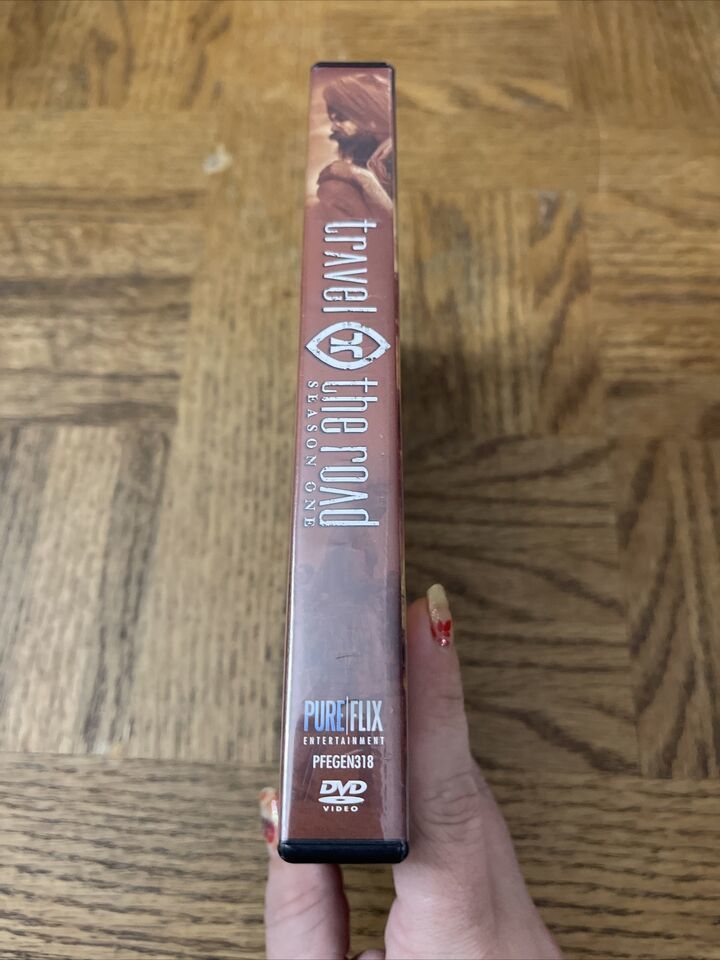 travel the road
SEASON ONE
PURE|FLIX
ENTERTAINMENT
PFEGEN318
DVD
VIDEO